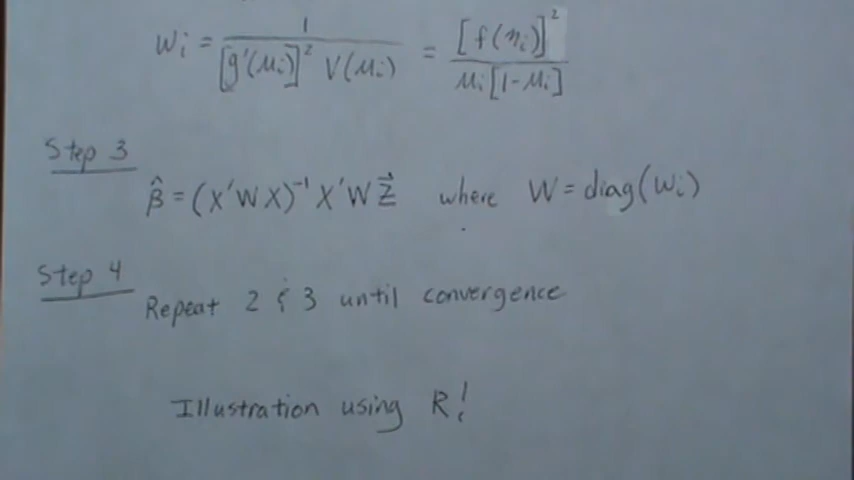 Wi = 1 / [g'(μi)]² V(μi) = [f(ηi)]² / μi[1-μi]
Step 3
β̂ = (X'WX)⁻¹ X'W Z⃗ where W = diag(Wi)
Step 4
Repeat 2 & 3 until convergence
Illustration using R!